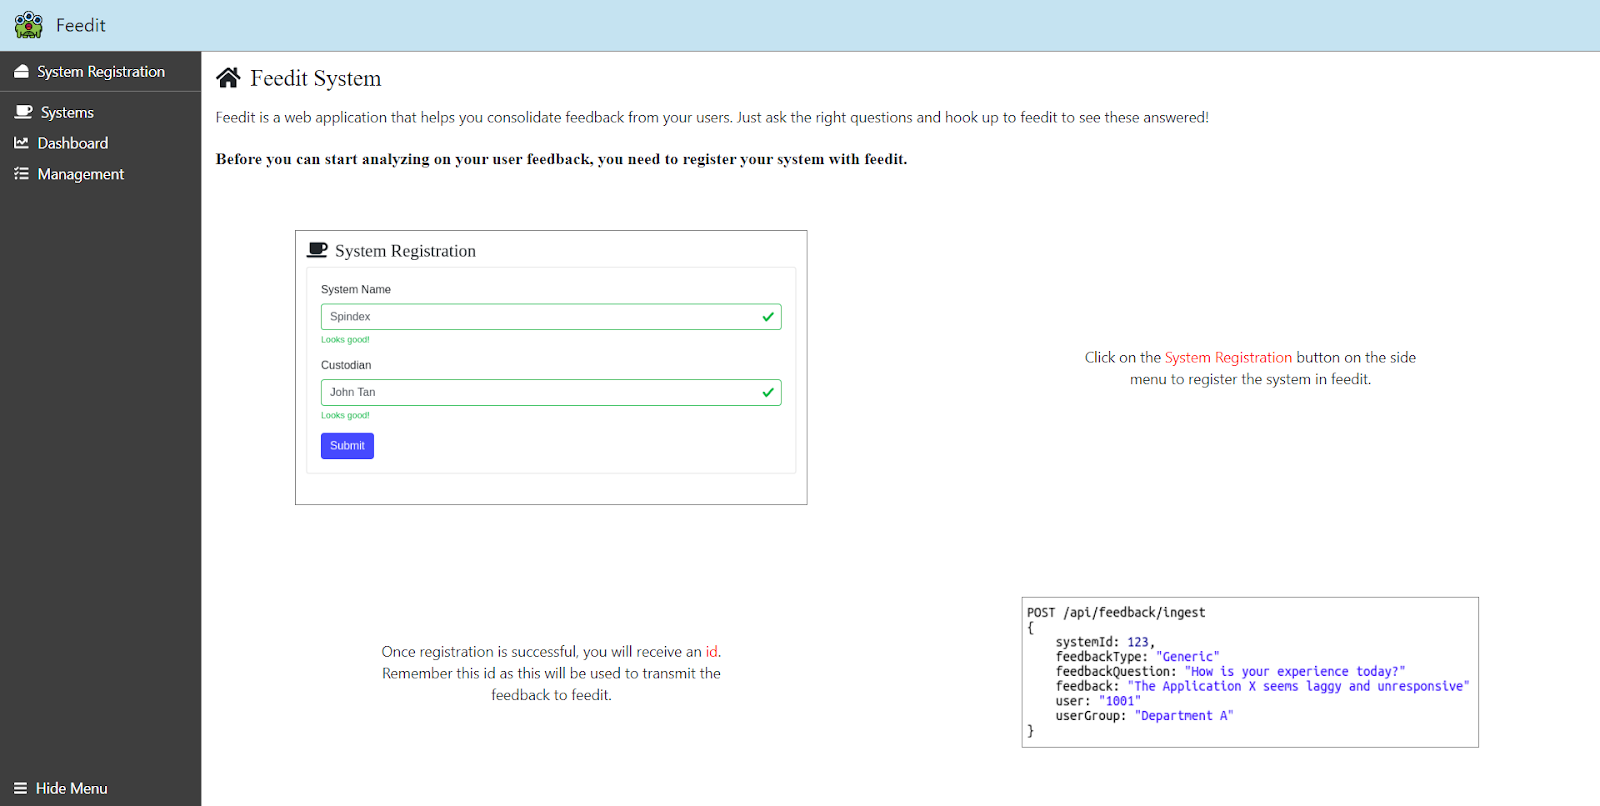 Feedit
System Registration
Systems
Dashboard
Management
Hide Menu
Feedit System
Feedit is a web application that helps you consolidate feedback from your users. Just ask the right questions and hook up to feedit to see these answered!
Before you can start analyzing on your user feedback, you need to register your system with feedit.
System Registration
System Name
Spindex
Looks good!
Custodian
John Tan
Looks good!
Submit
Click on the System Registration button on the side
menu to register the system in feedit.
Once registration is successful, you will receive an id.
Remember this id as this will be used to transmit the
feedback to feedit.
POST /api/feedback/ingest
{
systemId: 123,
feedbackType: "Generic"
feedbackQuestion: "How is your experience today?"
feedback: "The Application X seems laggy and unresponsive"
user: "1001"
userGroup: "Department A"
}